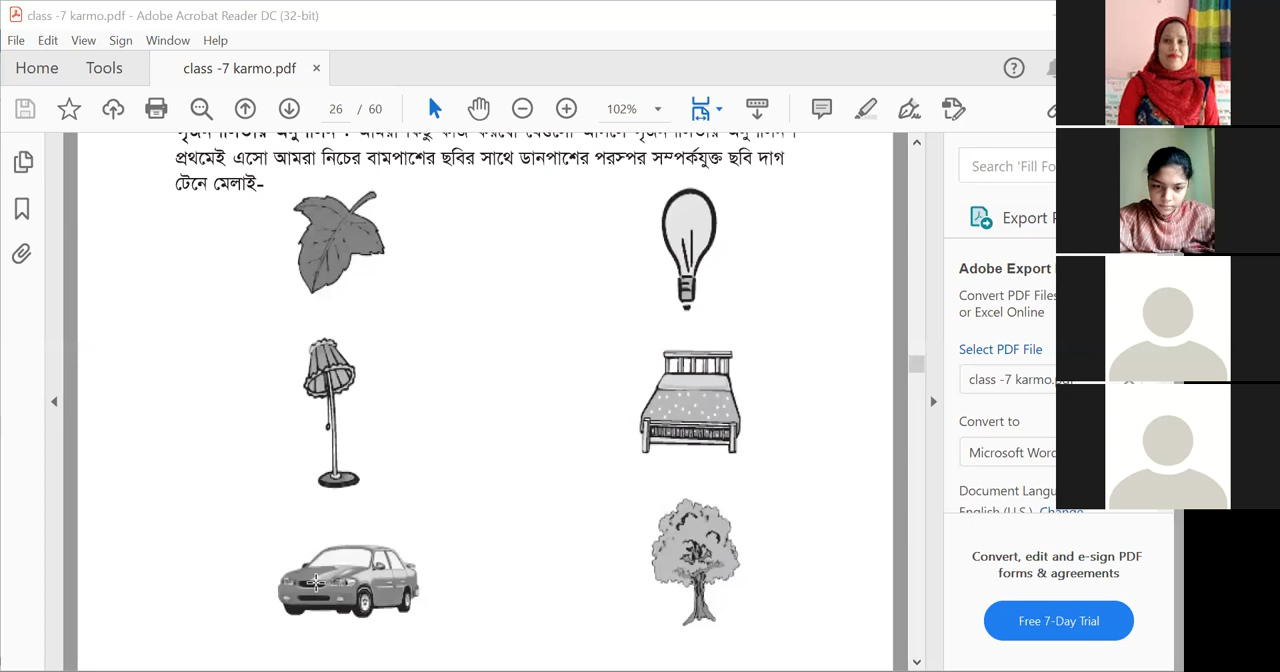 class -7 karmo.pdf - Adobe Acrobat Reader DC (32-bit)
File Edit View Sign Window Help
Home Tools class -7 karmo.pdf ×
26 / 60 102%
প্রথমেই এসো আমরা নিচের বামপাশের ছবির সাথে ডানপাশের পরস্পর সম্পর্কযুক্ত ছবি দাগ
টেনে মেলাই-
Search 'Fill
Export
Adobe Export
Convert PDF Files
or Excel Online
Select PDF File
class -7 karmo.pdf
Convert to
Microsoft Word
Document
English (U.S.) Change
Convert, edit and e-sign PDF
forms & agreements
Free 7-Day Trial